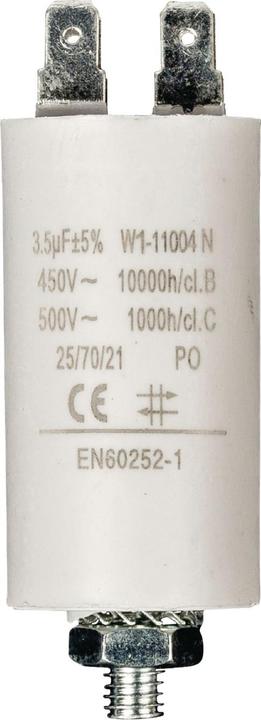 3.5µF±5% W1-11004 N
450V~ 10000h/cl.B
500V~ 1000h/cl.C
25/70/21 PO
CE
EN60252-1